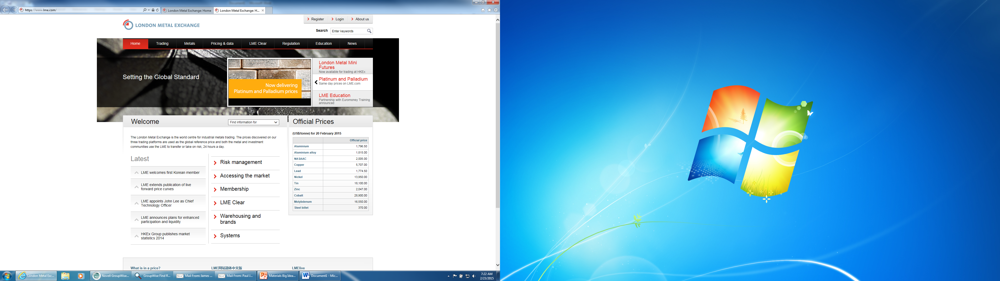 https://www.lme.com/
London Metal Exchange: Home
London Metal Exchange: H...
Register
Login
About us
LONDON METAL EXCHANGE
Search
Enter keywords
Home
Trading
Metals
Pricing & data
LME Clear
Regulation
Education
News
Setting the Global Standard
Now delivering
Platinum and Palladium prices
London Metal Mini
Futures
Now available for trading at HKEx
Platinum and Palladium
Same day prices on LME.com
LME Education
Partnership with Euromoney Training
announced
Welcome
Find information for
The London Metal Exchange is the world centre for industrial metals trading. The prices discovered on our
three trading platforms are used as the global reference price and both the metal and investment
communities use the LME to transfer or take on risk, 24 hours a day.
Latest
LME welcomes first Korean member
LME extends publication of live
forward price curves
LME appoints John Lee as Chief
Technology Officer
LME announces plans for enhanced
participation and liquidity
HKEx Group publishes market
statistics 2014
Risk management
Accessing the market
Membership
LME Clear
Warehousing and
brands
Systems
Official Prices
(US$/tonne) for 20 February 2015
Official price
Aluminium 1,796.50
Aluminium alloy 1,815.00
NASAAC 2,005.00
Copper 5,707.00
Lead 1,774.50
Nickel 13,950.00
Tin 18,100.00
Zinc 2,047.00
Cobalt 28,900.00
Molybdenum 16,550.00
Steel billet 370.00
What is in a price?
LME网站简体中文版
LMElive
London Metal Exc...
Novell GroupWise...
GroupWise Find R...
Mail From: James ...
Mail From: Paul J...
Materials Big Idea...
Document1 - Mic...
7:22 AM
2/23/2015